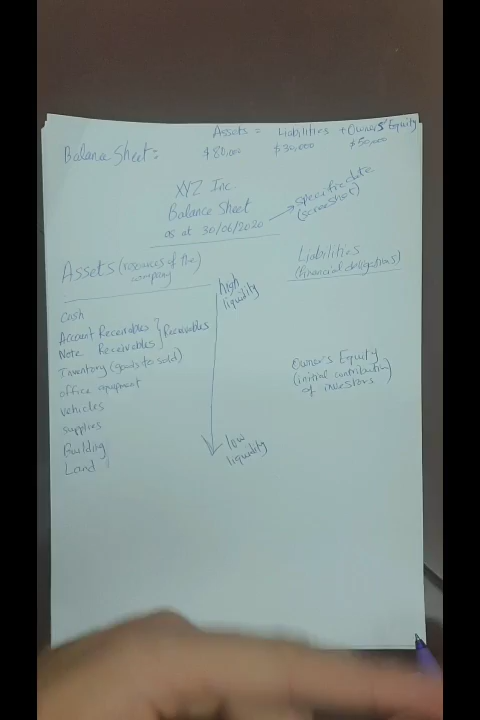 Assets = Liabilities + Owners' Equity
Balance Sheet: $80,000 $30,000 $50,000
XYZ Inc.
Balance Sheet
as at 30/06/2020
specific date
(screenshot)
Assets (resources of the
company)
Cash
Account Receivables
Note Receivables
} Receivables
Inventory (goods to sold)
office equipment
vehicles
supplies
Building
Land
high
liquidity
low
liquidity
Liabilities
(financial obligations)
Owner's Equity
(initial contribution
of investors)